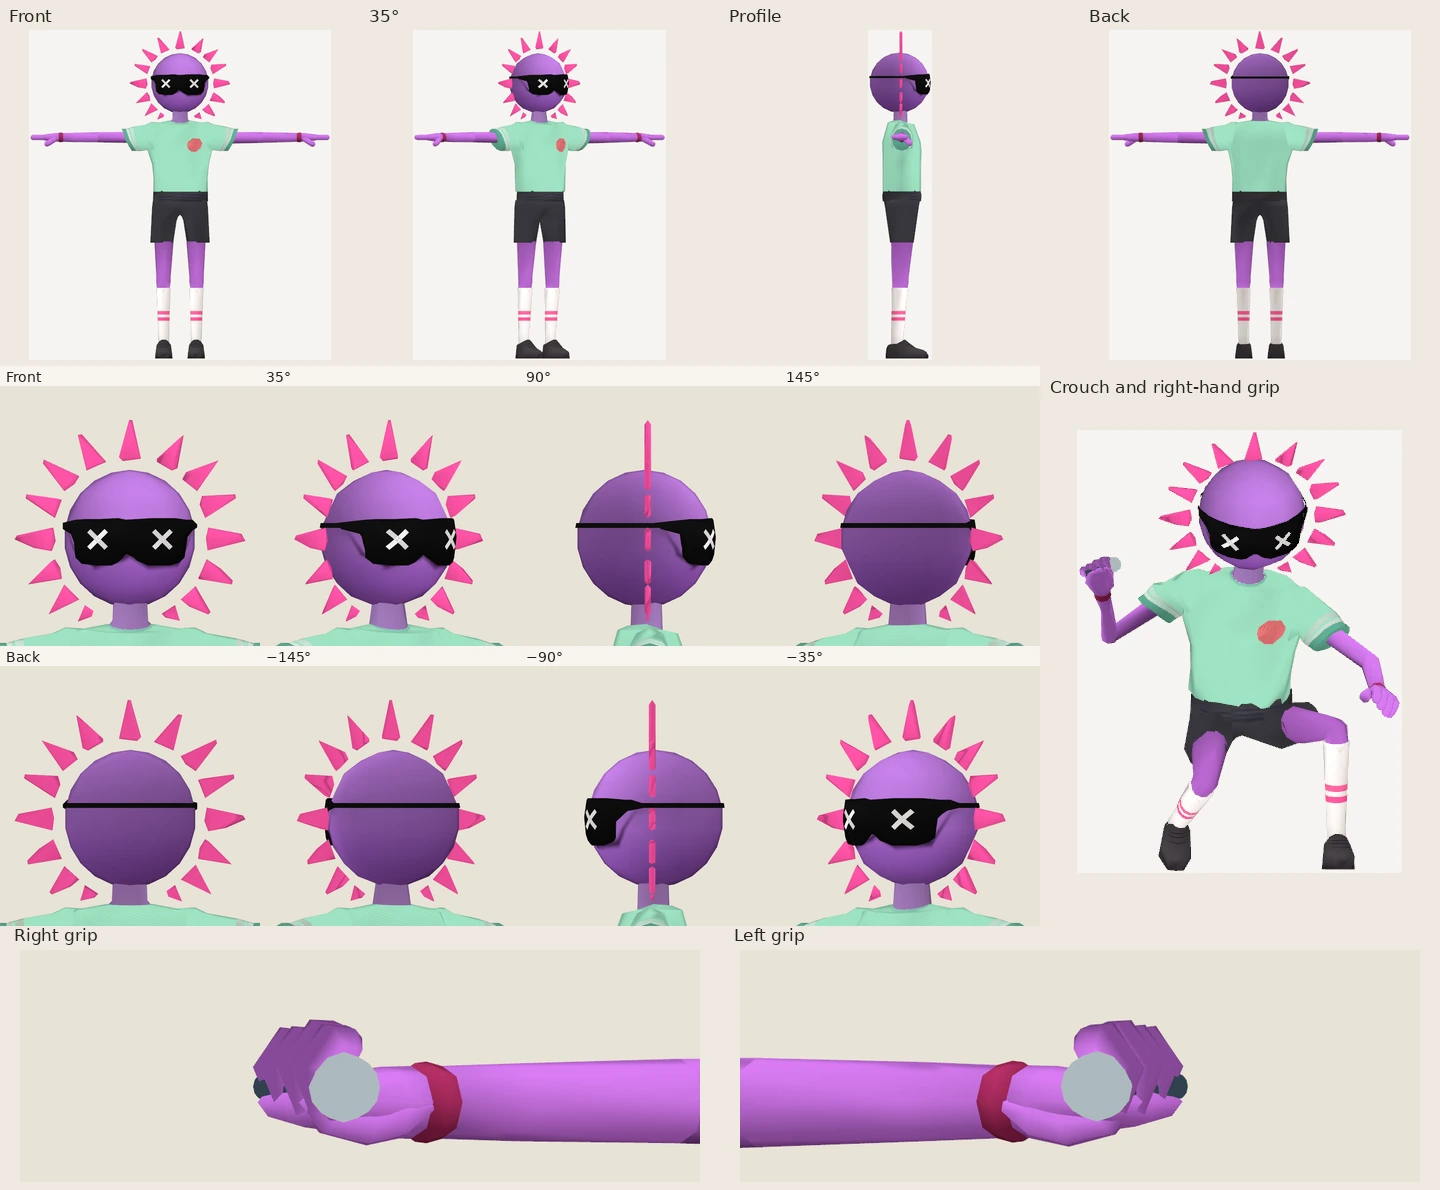 Front
35°
Profile
Back
Front
35°
90°
145°
Crouch and right-hand grip
Back
−145°
−90°
−35°
Right grip
Left grip